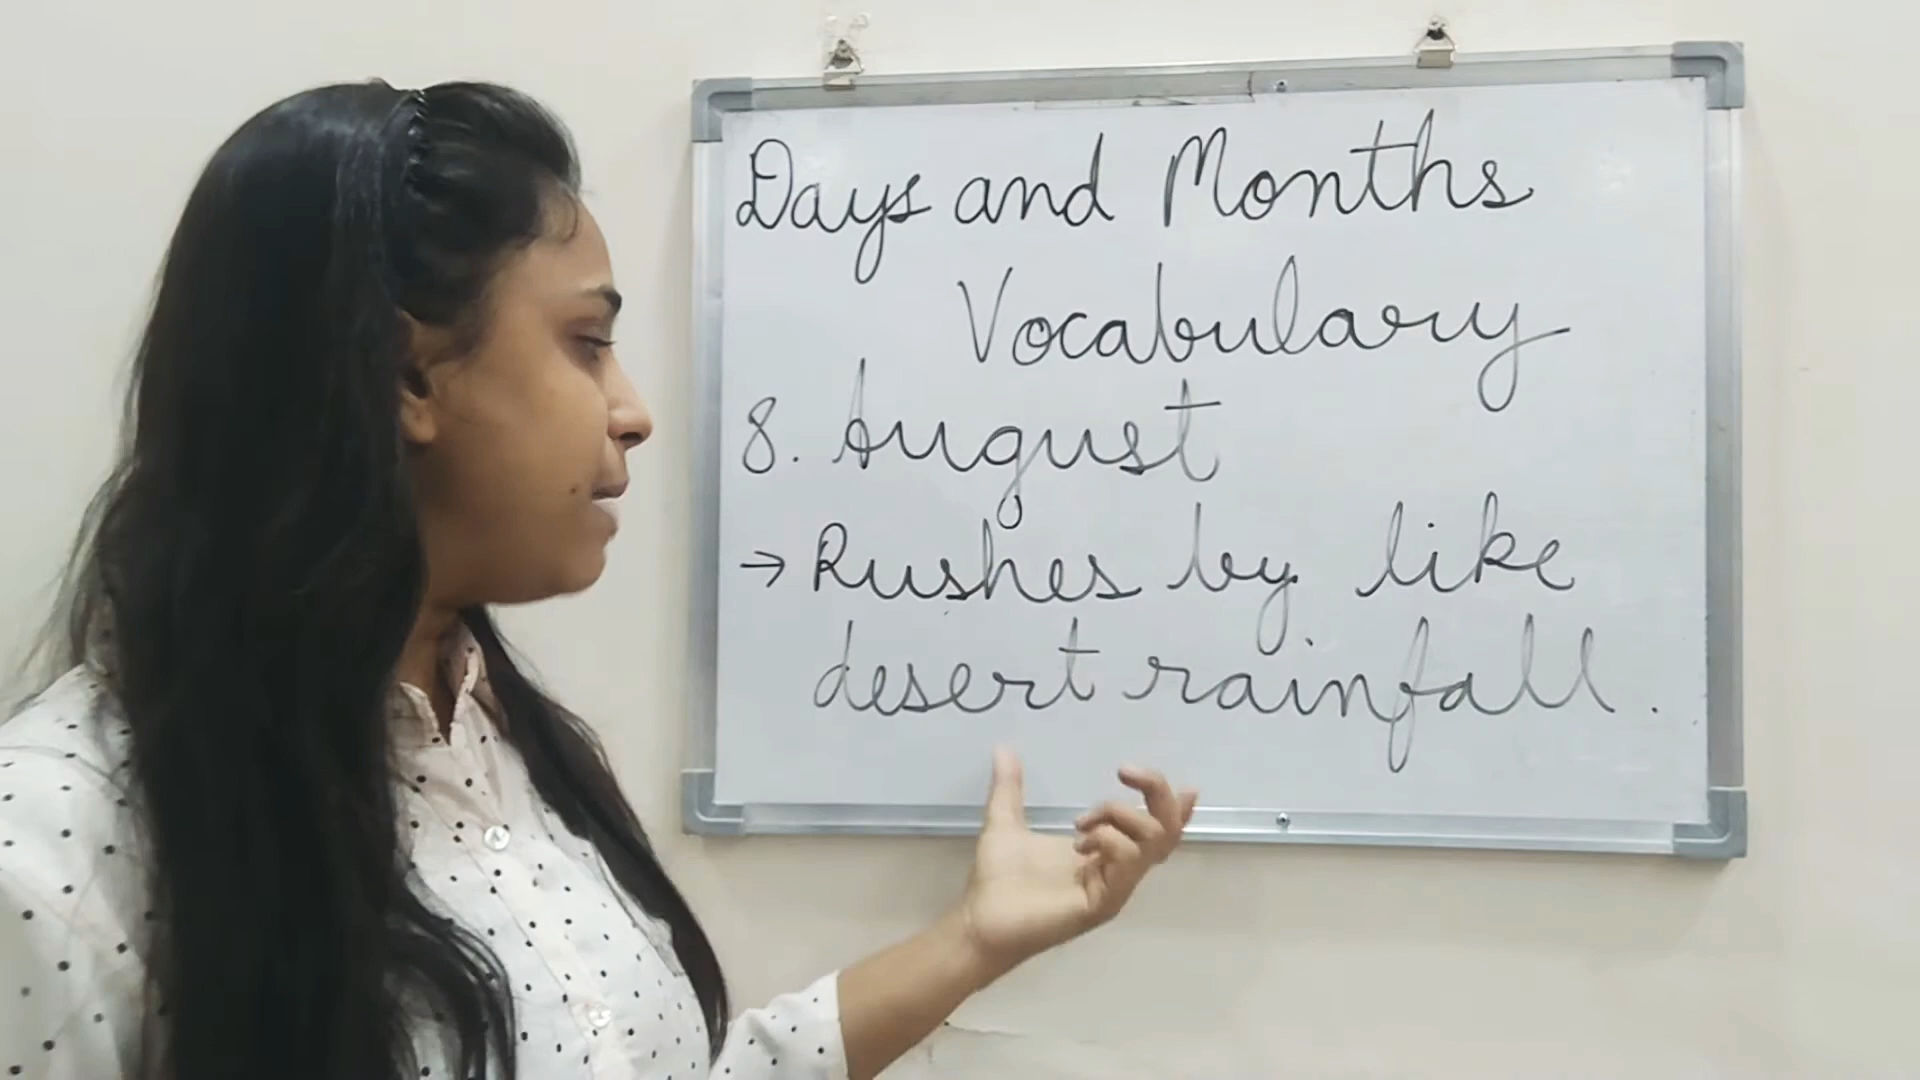 Days and Months
Vocabulary
8. August
→ Rushes by like
desert rainfall.